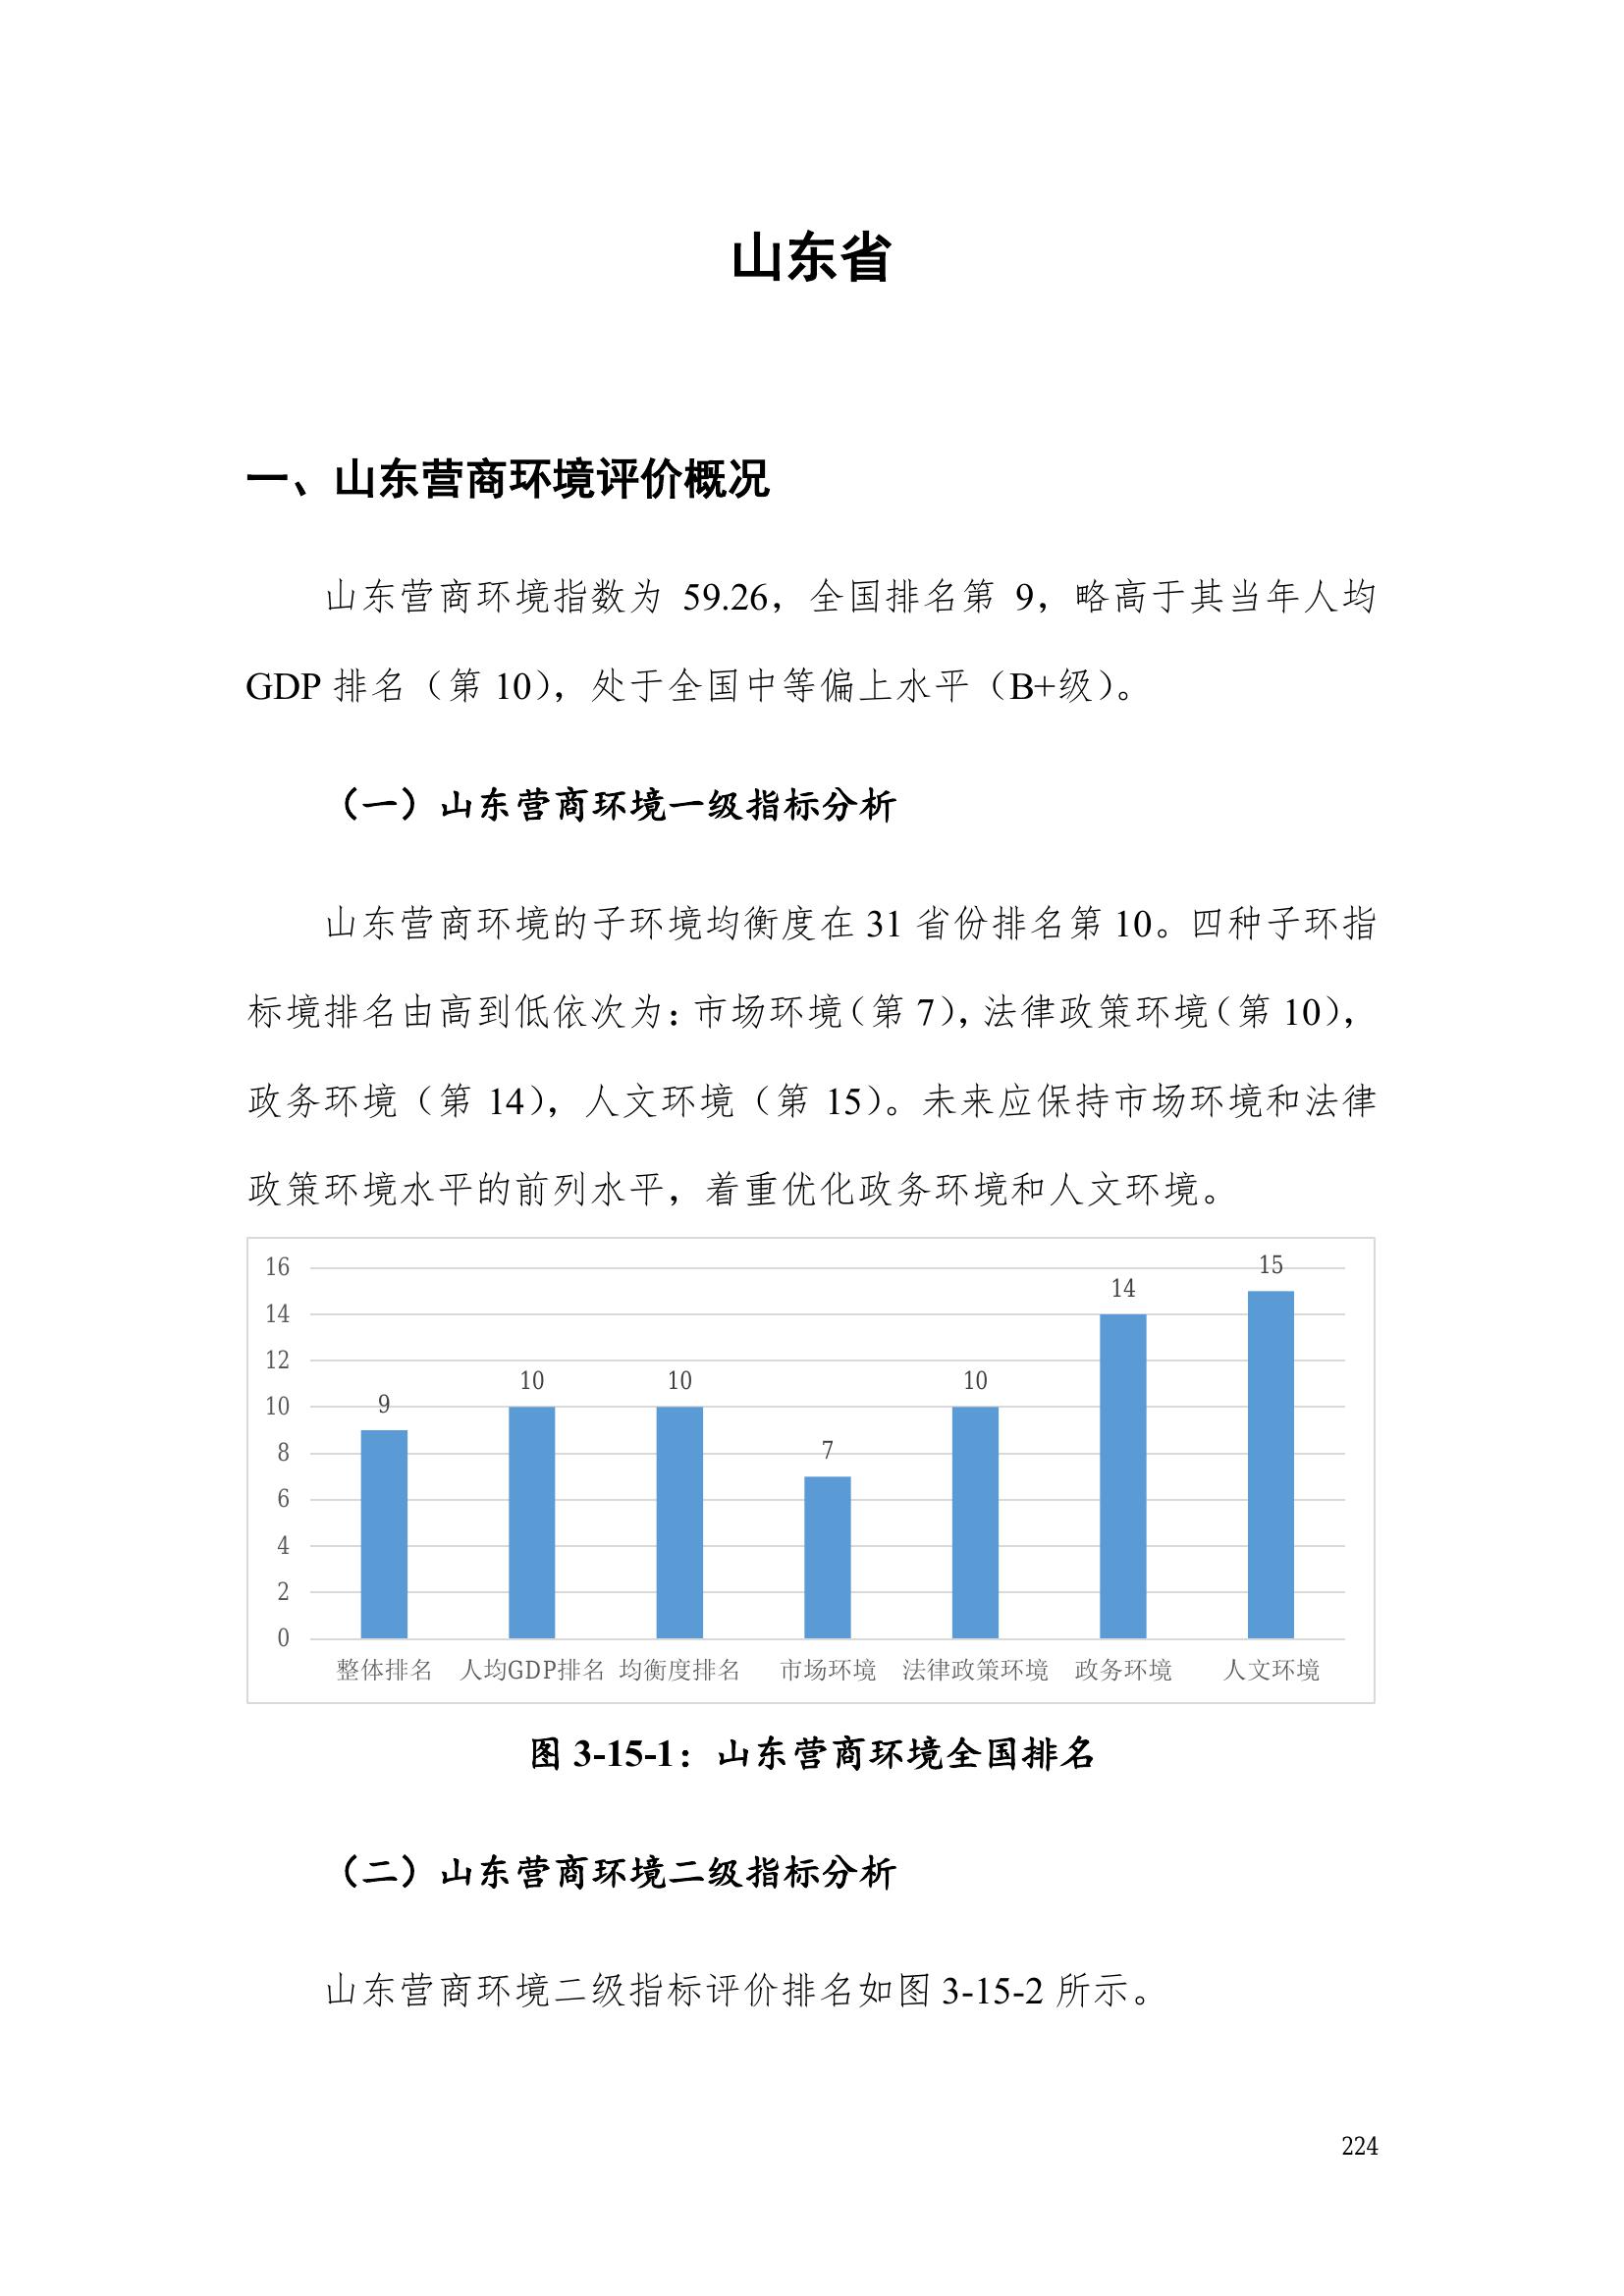 山东省
一、山东营商环境评价概况
山东营商环境指数为 59.26，全国排名第 9，略高于其当年人均
GDP 排名（第 10），处于全国中等偏上水平（B+级）。
（一）山东营商环境一级指标分析
山东营商环境的子环境均衡度在 31 省份排名第 10。四种子环指
标境排名由高到低依次为：市场环境（第 7），法律政策环境（第 10），
政务环境（第 14），人文环境（第 15）。未来应保持市场环境和法律
政策环境水平的前列水平，着重优化政务环境和人文环境。
16
14
12
10
8
6
4
2
0
9
10
10
7
10
14
15
整体排名 人均GDP排名 均衡度排名 市场环境 法律政策环境 政务环境 人文环境
图 3-15-1：山东营商环境全国排名
（二）山东营商环境二级指标分析
山东营商环境二级指标评价排名如图 3-15-2 所示。
224